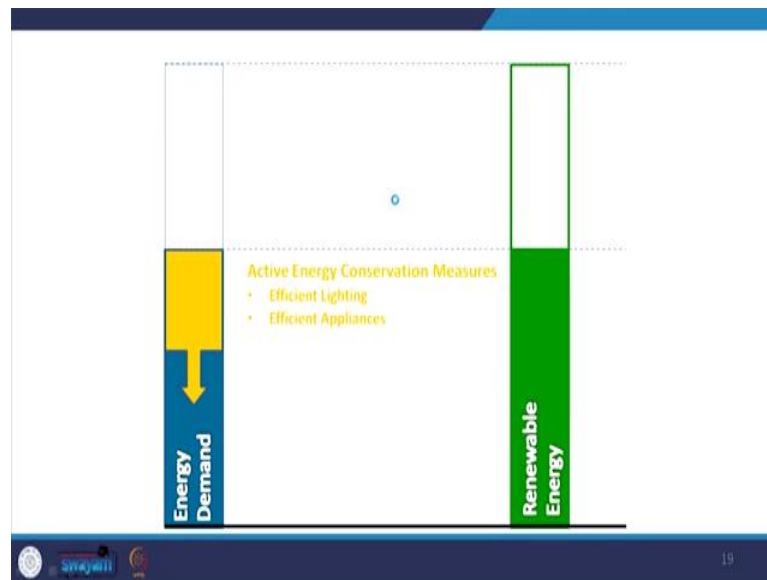 Active Energy Conservation Measures
• Efficient Lighting
• Efficient Appliances
Energy
Demand
Renewable
Energy
swayam
19